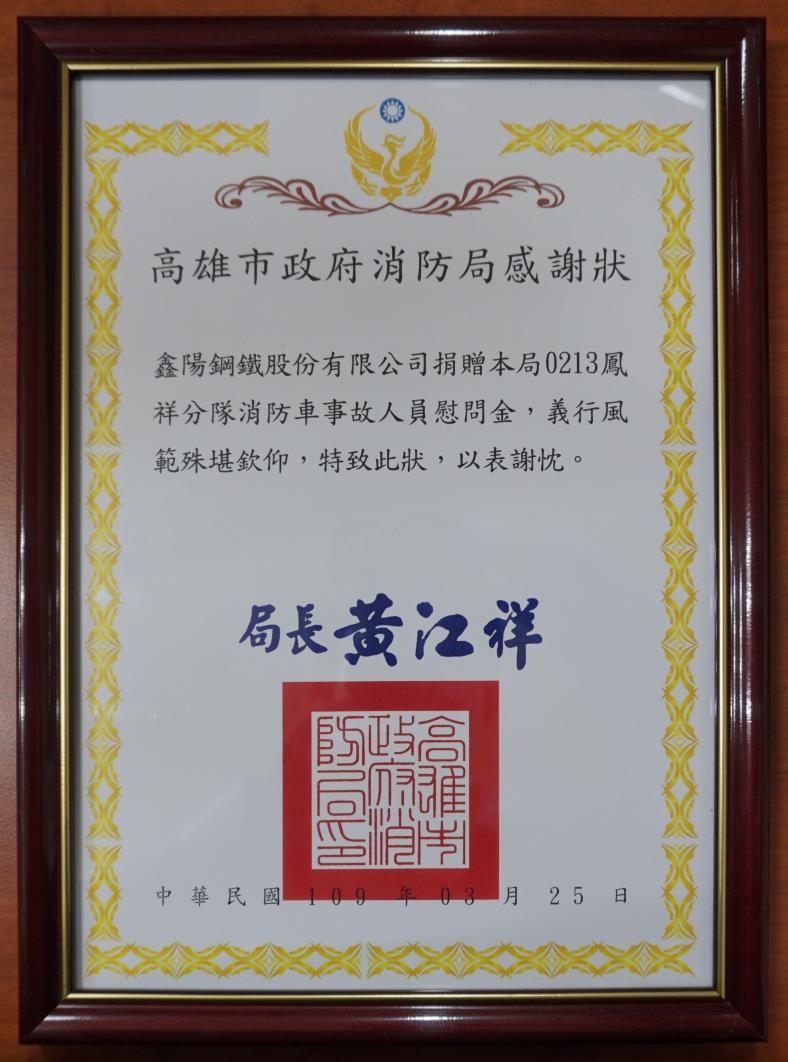 高雄市政府消防局感謝狀
鑫陽鋼鐵股份有限公司捐贈本局0213鳳
祥分隊消防車事故人員慰問金，義行風
範殊堪欽仰，特致此狀，以表謝忱。
局長 黃江祥
高雄市
政府消
防局印
中華民國 109 年 03 月 25 日